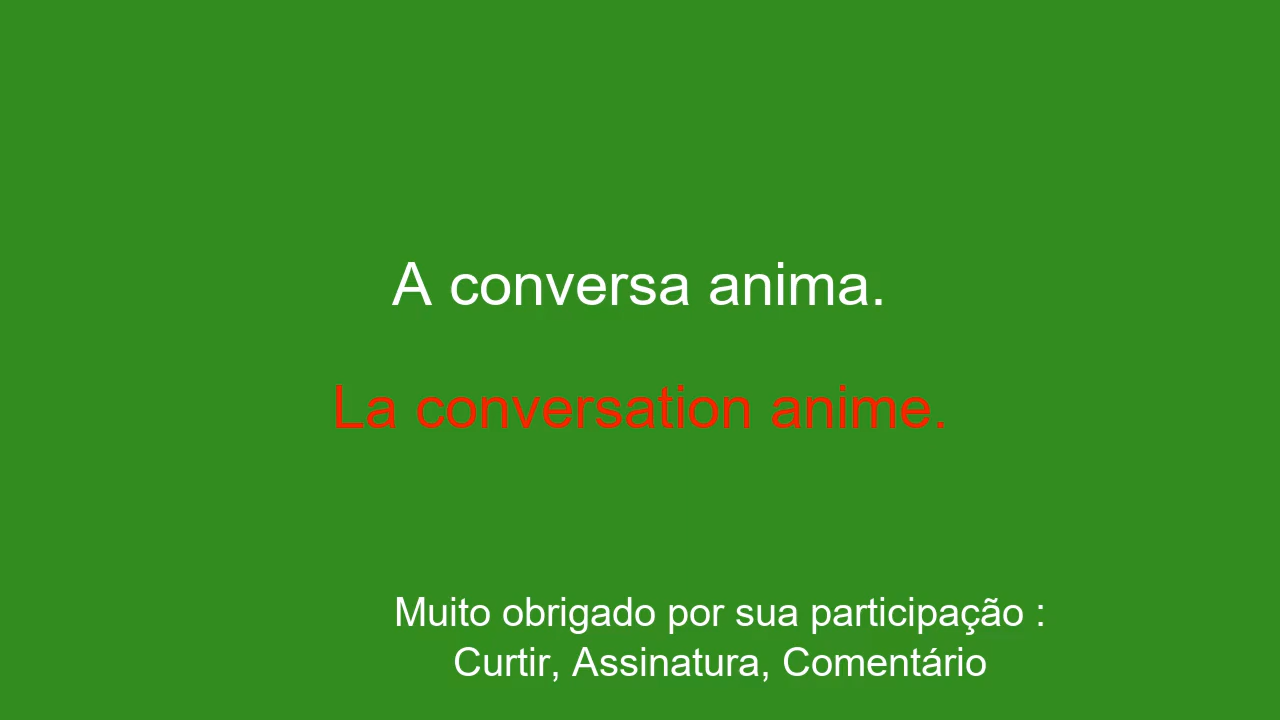 A conversa anima.
La conversation anime.
Muito obrigado por sua participação :
Curtir, Assinatura, Comentário